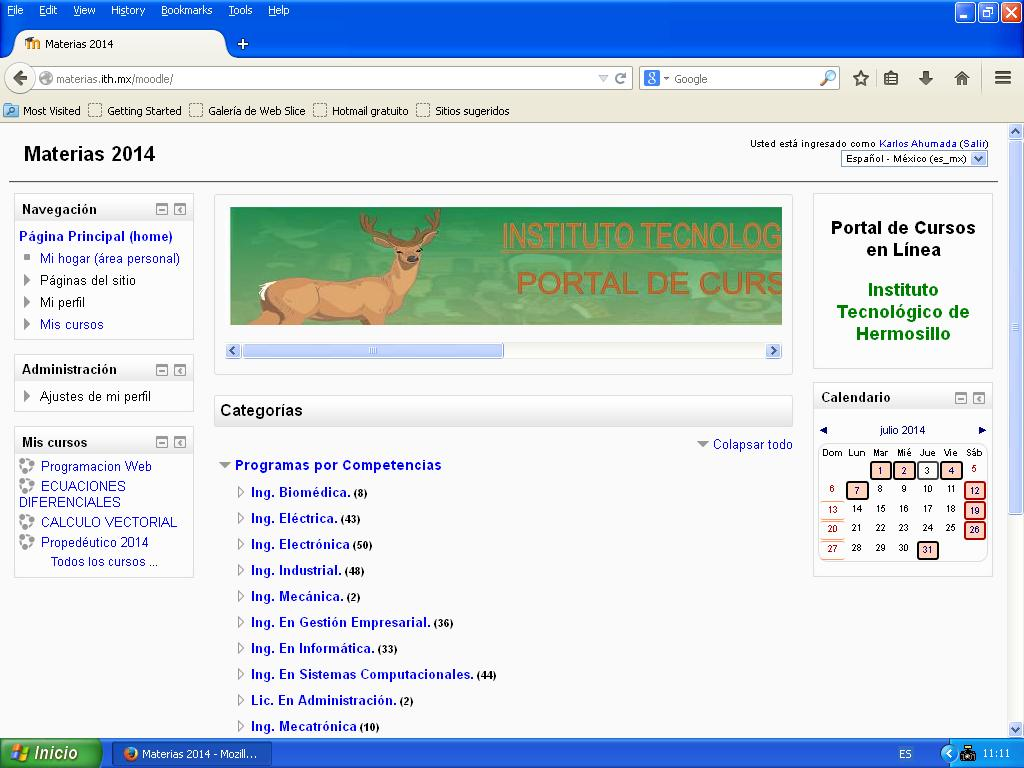 File Edit View History Bookmarks Tools Help
Materias 2014
materias.ith.mx/moodle/
Google
Most Visited Getting Started Galería de Web Slice Hotmail gratuito Sitios sugeridos
Materias 2014
Usted está ingresado como Karlos Ahumada (Salir)
Español - México (es_mx)
Navegación
Página Principal (home)
Mi hogar (área personal)
Páginas del sitio
Mi perfil
Mis cursos
Administración
Ajustes de mi perfil
Mis cursos
Programacion Web
ECUACIONES
DIFERENCIALES
CALCULO VECTORIAL
Propedéutico 2014
Todos los cursos ...
INSTITUTO TECNOLOG
PORTAL DE CURS
Categorías
Colapsar todo
Programas por Competencias
Ing. Biomédica. (8)
Ing. Eléctrica. (43)
Ing. Electrónica (50)
Ing. Industrial. (48)
Ing. Mecánica. (2)
Ing. En Gestión Empresarial. (36)
Ing. En Informática. (33)
Ing. En Sistemas Computacionales. (44)
Lic. En Administración. (2)
Ing. Mecatrónica (10)
Portal de Cursos
en Línea
Instituto
Tecnológico de
Hermosillo
Calendario
julio 2014
Dom Lun Mar Mié Jue Vie Sáb
1 2 3 4 5
6 7 8 9 10 11 12
13 14 15 16 17 18 19
20 21 22 23 24 25 26
27 28 29 30 31
Inicio
Materias 2014 - Mozill...
ES
11:11